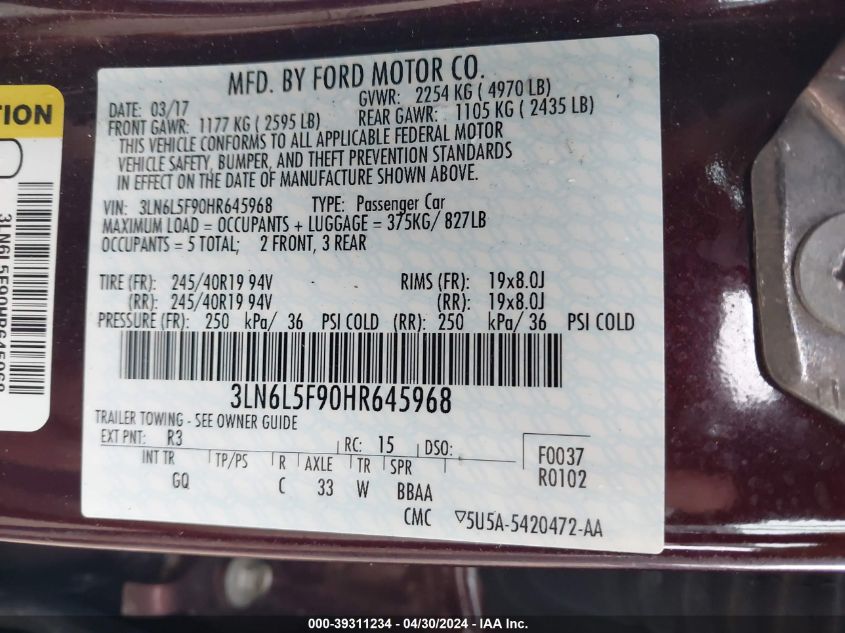 MFD. BY FORD MOTOR CO.
DATE: 03/17 GVWR: 2254 KG ( 4970 LB)
FRONT GAWR: 1177 KG ( 2595 LB) REAR GAWR: 1105 KG ( 2435 LB)
THIS VEHICLE CONFORMS TO ALL APPLICABLE FEDERAL MOTOR
VEHICLE SAFETY, BUMPER, AND THEFT PREVENTION STANDARDS
IN EFFECT ON THE DATE OF MANUFACTURE SHOWN ABOVE.
VIN: 3LN6L5F90HR645968 TYPE: Passenger Car
MAXIMUM LOAD = OCCUPANTS + LUGGAGE = 375KG/ 827LB
OCCUPANTS = 5 TOTAL; 2 FRONT, 3 REAR
TIRE (FR): 245/40R19 94V RIMS (FR): 19x8.0J
(RR): 245/40R19 94V (RR): 19x8.0J
PRESSURE (FR): 250 kPa/ 36 PSI COLD (RR): 250 kPa/ 36 PSI COLD
3LN6L5F90HR645968
TRAILER TOWING - SEE OWNER GUIDE
EXT PNT: R3 RC: 15 DSO: F0037
INT TR TP/PS R AXLE TR SPR R0102
GQ C 33 W BBAA
CMC 5U5A-5420472-AA
TION
3LN6L5F90HR645968
000-39311234 / 04/30/2024 - IAA Inc.